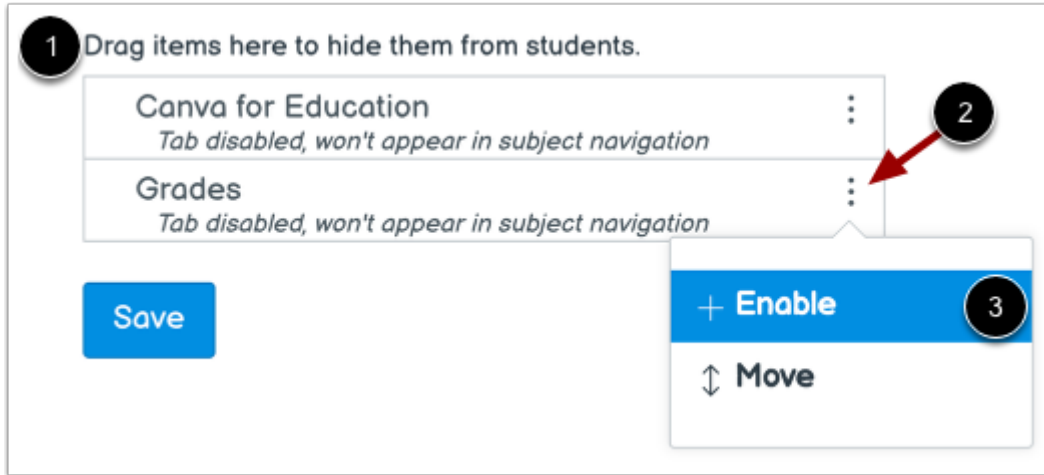 1
Drag items here to hide them from students.
Canva for Education
Tab disabled, won't appear in subject navigation
2
Grades
Tab disabled, won't appear in subject navigation
Save
Enable
3
Move